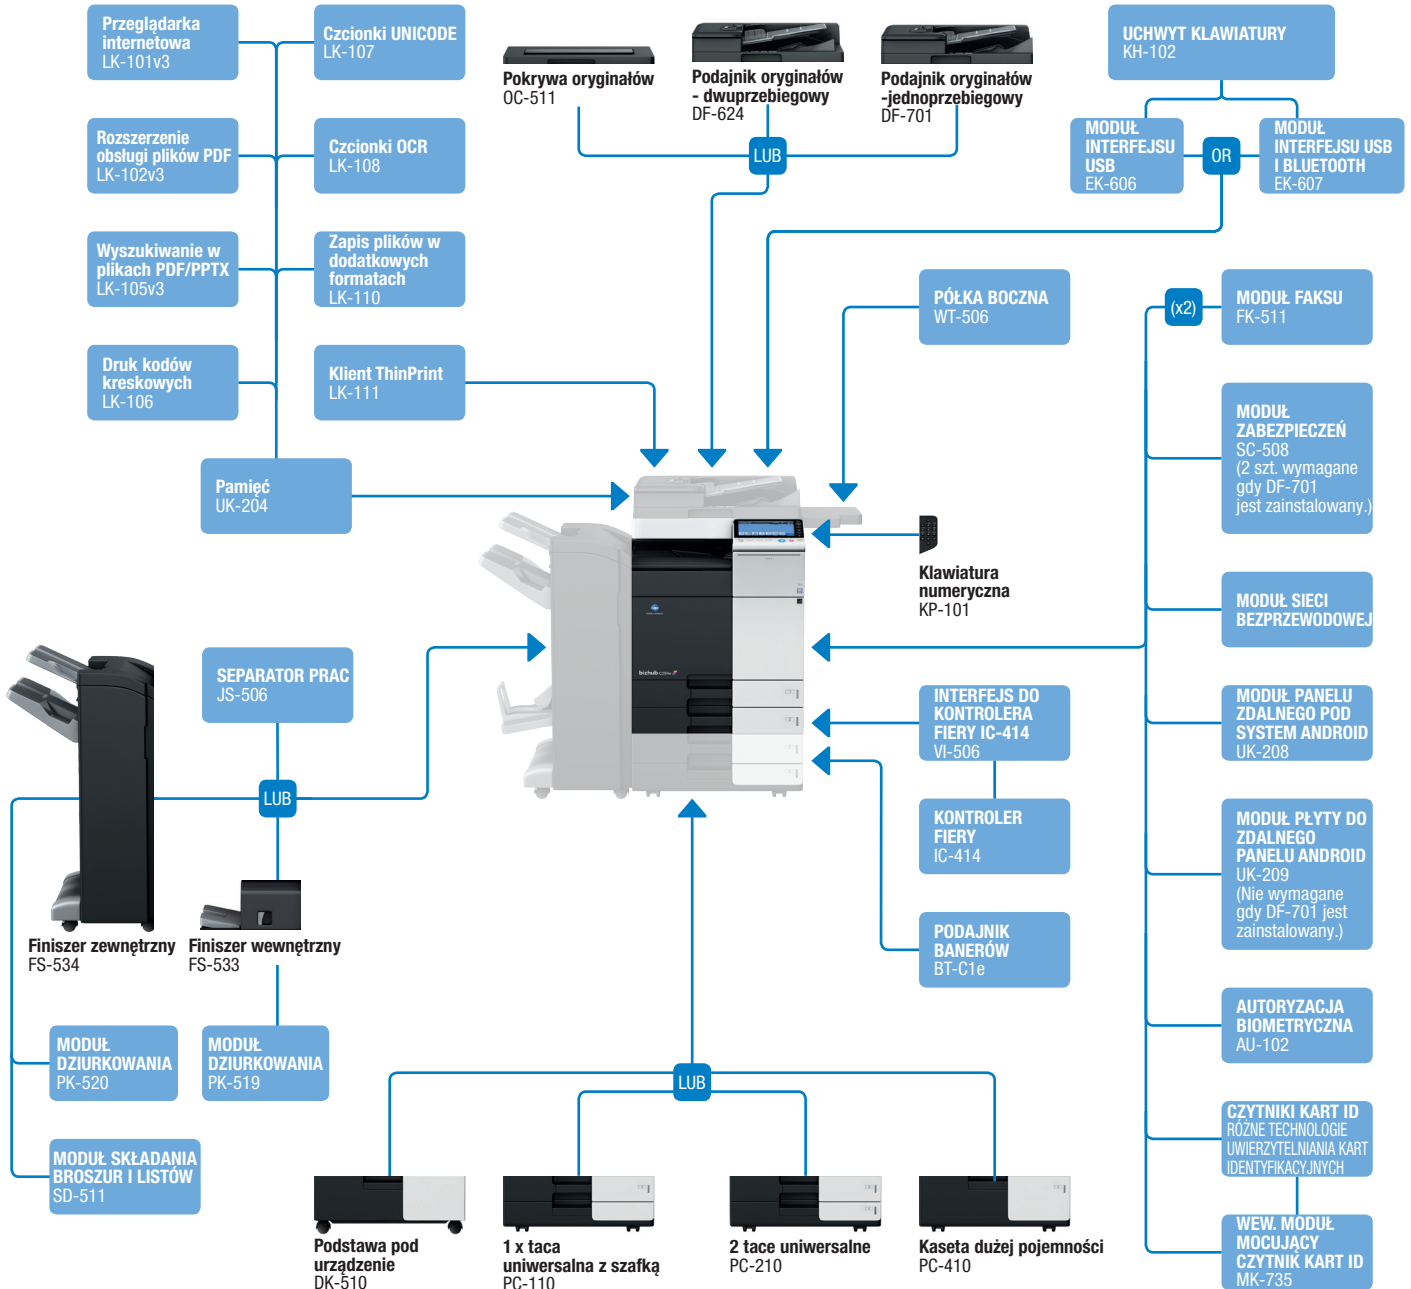 Przeglądarka
internetowa
LK-101v3
Czcionki UNICODE
LK-107
Rozszerzenie
obsługi plików PDF
LK-102v3
Czcionki OCR
LK-108
Wyszukiwanie w
plikach PDF/PPTX
LK-105v3
Zapis plików w
dodatkowych
formatach
LK-110
Druk kodów
kreskowych
LK-106
Klient ThinPrint
LK-111
Pamięć
UK-204
Pokrywa oryginałów
OC-511
Podajnik oryginałów
- dwuprzebiegowy
DF-624
Podajnik oryginałów
-jednoprzebiegowy
DF-701
LUB
UCHWYT KLAWIATURY
KH-102
MODUŁ
INTERFEJSU
USB
EK-606
OR
MODUŁ
INTERFEJSU USB
I BLUETOOTH
EK-607
PÓŁKA BOCZNA
WT-506
(x2)
MODUŁ FAKSU
FK-511
MODUŁ
ZABEZPIECZEŃ
SC-508
(2 szt. wymagane
gdy DF-701
jest zainstalowany.)
Klawiatura
numeryczna
KP-101
MODUŁ SIECI
BEZPRZEWODOWEJ
SEPARATOR PRAC
JS-506
bizhub
INTERFEJS DO
KONTROLERA
FIERY IC-414
VI-506
MODUŁ PANELU
ZDALNEGO POD
SYSTEM ANDROID
UK-208
LUB
KONTROLER
FIERY
IC-414
MODUŁ PŁYTY DO
ZDALNEGO
PANELU ANDROID
UK-209
(Nie wymagane
gdy DF-701 jest
zainstalowany.)
Finiszer zewnętrzny
FS-534
Finiszer wewnętrzny
FS-533
PODAJNIK
BANERÓW
BT-C1e
MODUŁ
DZIURKOWANIA
PK-520
MODUŁ
DZIURKOWANIA
PK-519
AUTORYZACJA
BIOMETRYCZNA
AU-102
LUB
MODUŁ SKŁADANIA
BROSZUR I LISTÓW
SD-511
CZYTNIKI KART ID
RÓŻNE TECHNOLOGIE
UWIERZYTELNIANIA KART
IDENTYFIKACYJNYCH
Podstawa pod
urządzenie
DK-510
1 x taca
uniwersalna z szafką
PC-110
2 tace uniwersalne
PC-210
Kaseta dużej pojemności
PC-410
WEW. MODUŁ
MOCUJĄCY
CZYTNIK KART ID
MK-735